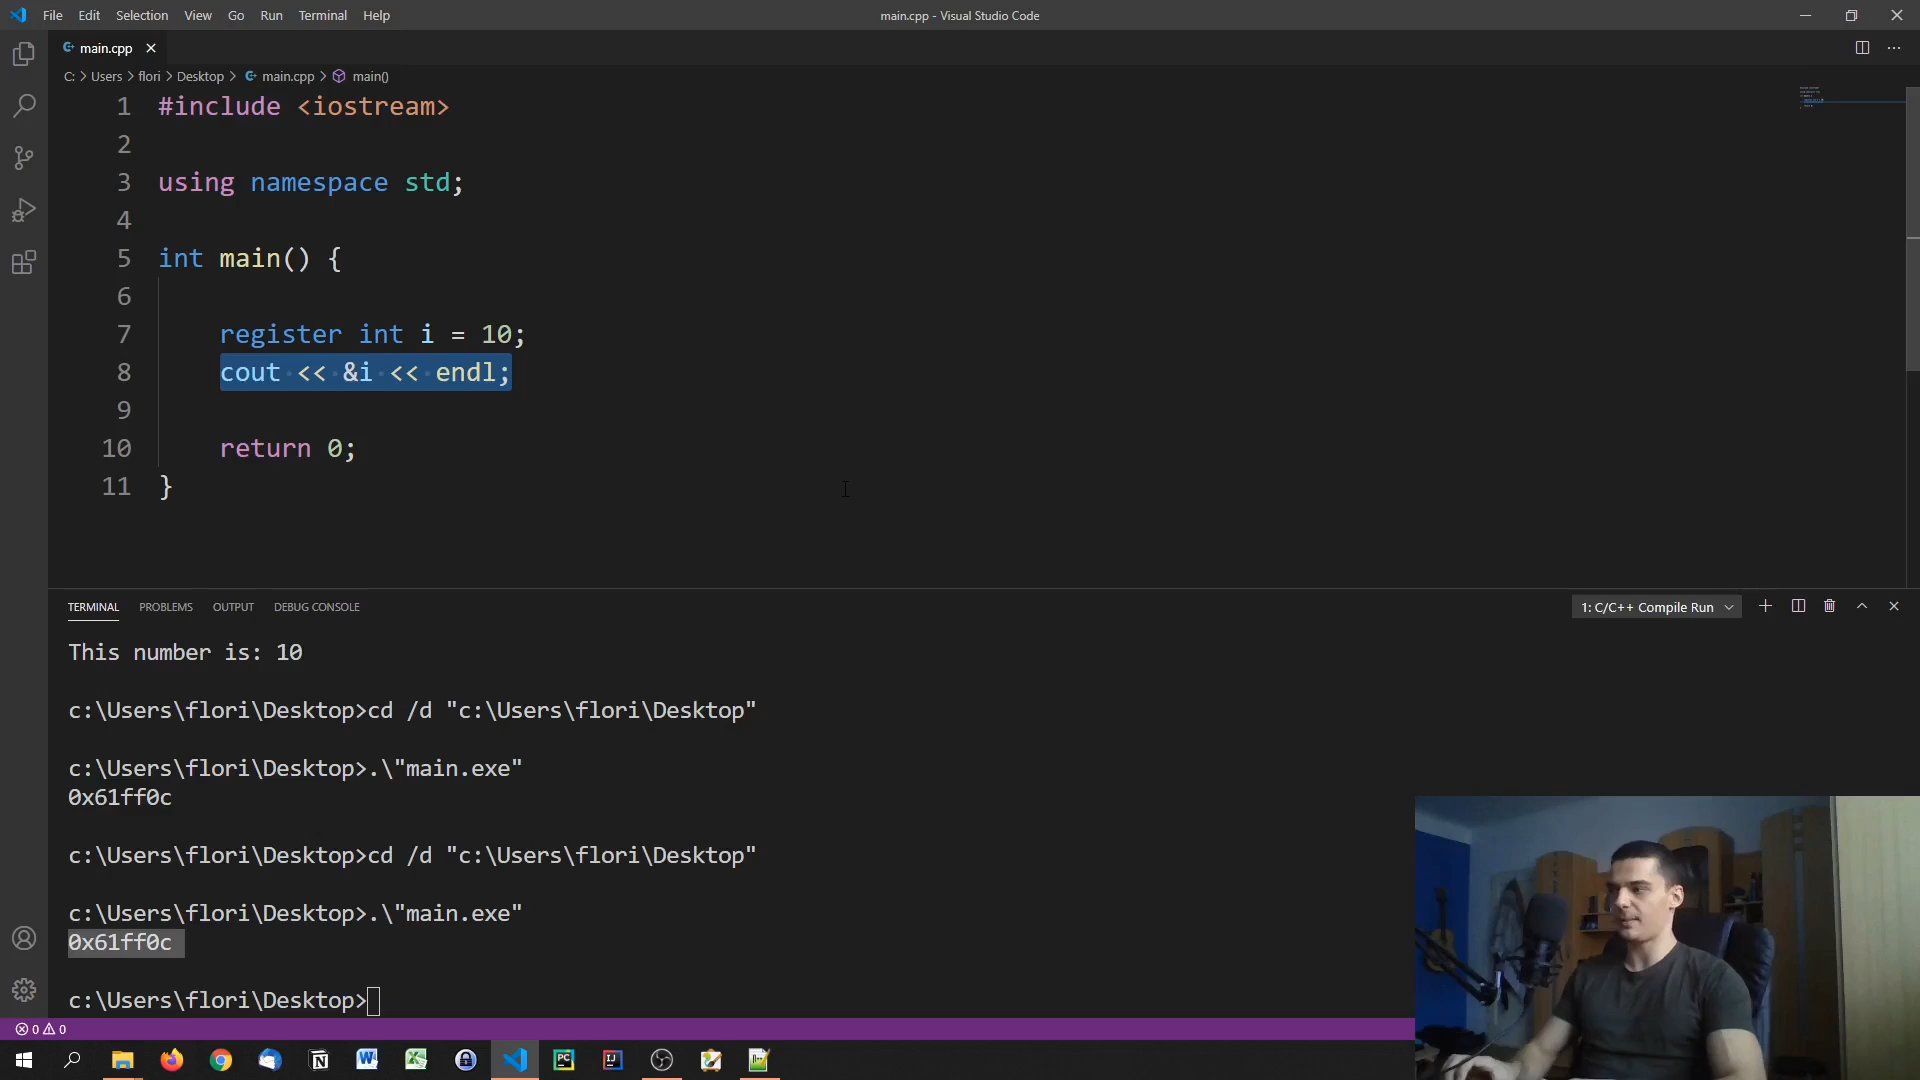 File Edit Selection View Go Run Terminal Help
main.cpp - Visual Studio Code
main.cpp
C: > Users > flori > Desktop > main.cpp > main()
1 #include <iostream>
2
3 using namespace std;
4
5 int main() {
6
7 register int i = 10;
8 cout << &i << endl;
9
10 return 0;
11 }
TERMINAL PROBLEMS OUTPUT DEBUG CONSOLE
1: C/C++ Compile Run
This number is: 10
c:\Users\flori\Desktop>cd /d "c:\Users\flori\Desktop"
c:\Users\flori\Desktop>.\"main.exe"
0x61ff0c
c:\Users\flori\Desktop>cd /d "c:\Users\flori\Desktop"
c:\Users\flori\Desktop>.\"main.exe"
0x61ff0c
c:\Users\flori\Desktop>
0 0